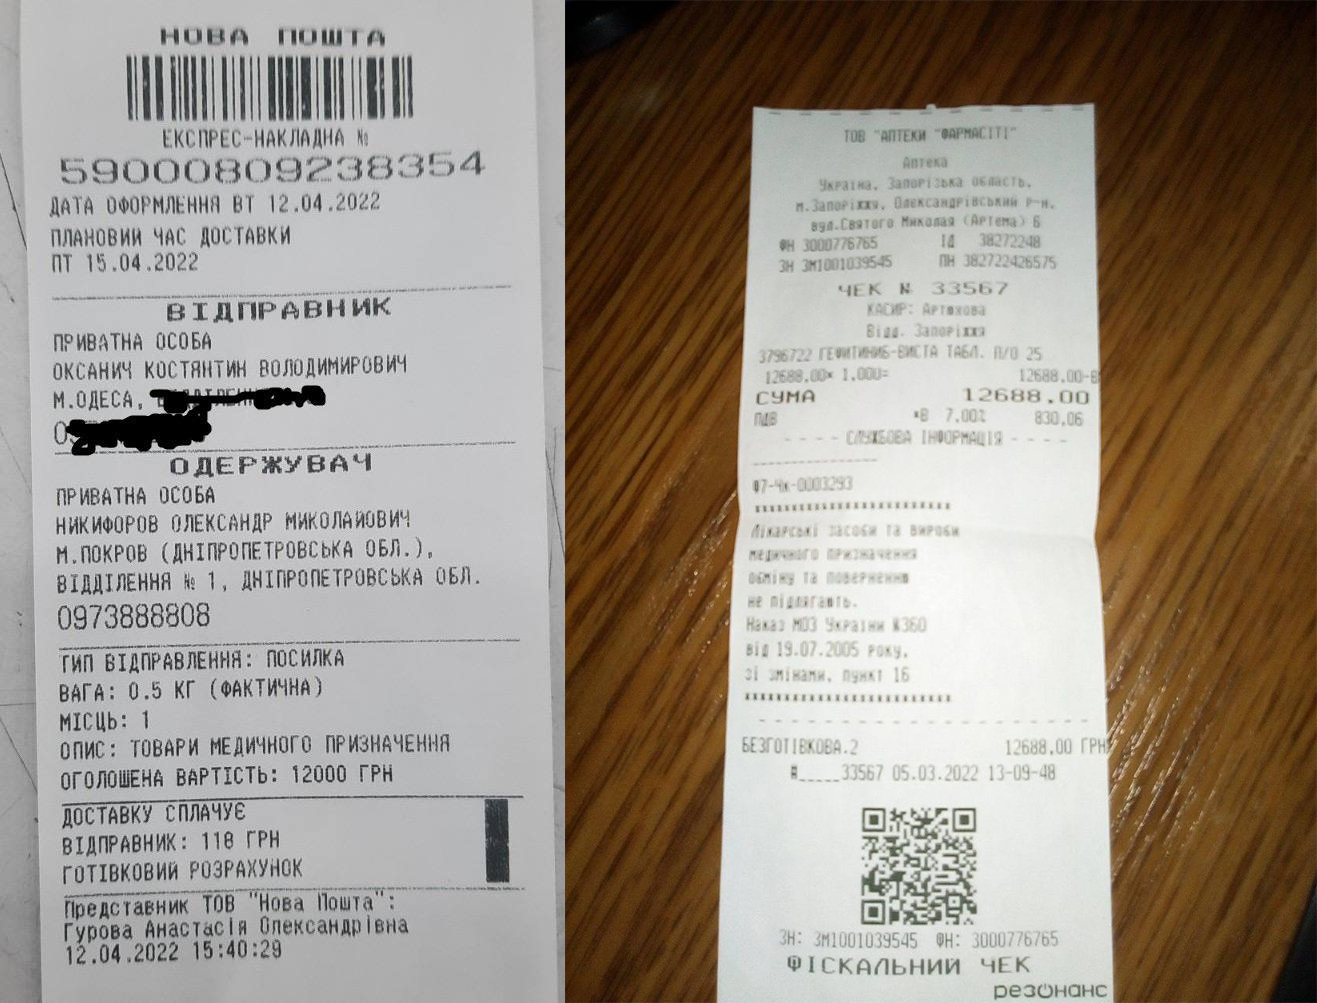 НОВА ПОШТА
ЕКСПРЕС-НАКЛАДНА №
59000809238354
ДАТА ОФОРМЛЕННЯ ВТ 12.04.2022
ПЛАНОВИЙ ЧАС ДОСТАВКИ
ПТ 15.04.2022
ВІДПРАВНИК
ПРИВАТНА ОСОБА
ОКСАНИЧ КОСТЯНТИН ВОЛОДИМИРОВИЧ
М.ОДЕСА,
0
ОДЕРЖУВАЧ
ПРИВАТНА ОСОБА
НИКИФОРОВ ОЛЕКСАНДР МИКОЛАЙОВИЧ
М.ПОКРОВ (ДНІПРОПЕТРОВСЬКА ОБЛ.),
ВІДДІЛЕННЯ № 1, ДНІПРОПЕТРОВСЬКА ОБЛ.
0973888808
ТИП ВІДПРАВЛЕННЯ: ПОСИЛКА
ВАГА: 0.5 КГ (ФАКТИЧНА)
МІСЦЬ: 1
ОПИС: ТОВАРИ МЕДИЧНОГО ПРИЗНАЧЕННЯ
ОГОЛОШЕНА ВАРТІСТЬ: 12000 ГРН
ДОСТАВКУ СПЛАЧУЄ
ВІДПРАВНИК: 118 ГРН
ГОТІВКОВИЙ РОЗРАХУНОК
Представник ТОВ "Нова Пошта":
Гурова Анастасія Олександрівна
12.04.2022 15:40:29
ТОВ "АПТЕКИ "ФАРМАСІТІ"
Аптека
Україна, Запорізька область,
м.Запоріжжя, Олександрівський р-н,
вул.Святого Миколая (Артема) 6
ФН 3000776765 ІД 38272248
ЗН ЗМ1001039545 ПН 382722426575
ЧЕК № 33567
КАСИР: Артюхова
Відд. Запоріжжя
3796722 ГЕФИТИНИБ-ВИСТА ТАБЛ. П/О 25
12688.00× 1.000= 12688.00-В
СУМА 12688.00
ПДВ *В 7.00% 830,06
- - - - СЛУЖБОВА ІНФОРМАЦІЯ - - - -
Ф7-Чк-0003293
Лікарські засоби та вироби
медичного призначення
обміну та поверненню
не підлягають.
Наказ МОЗ України №360
від 19.07.2005 року,
зі змінами, пункт 16
БЕЗГОТІВКОВА.2 12688,00 ГРН
#_____33567 05.03.2022 13-09-48
ЗН: ЗМ1001039545 ФН: 3000776765
ФІСКАЛЬНИЙ ЧЕК
резонанс